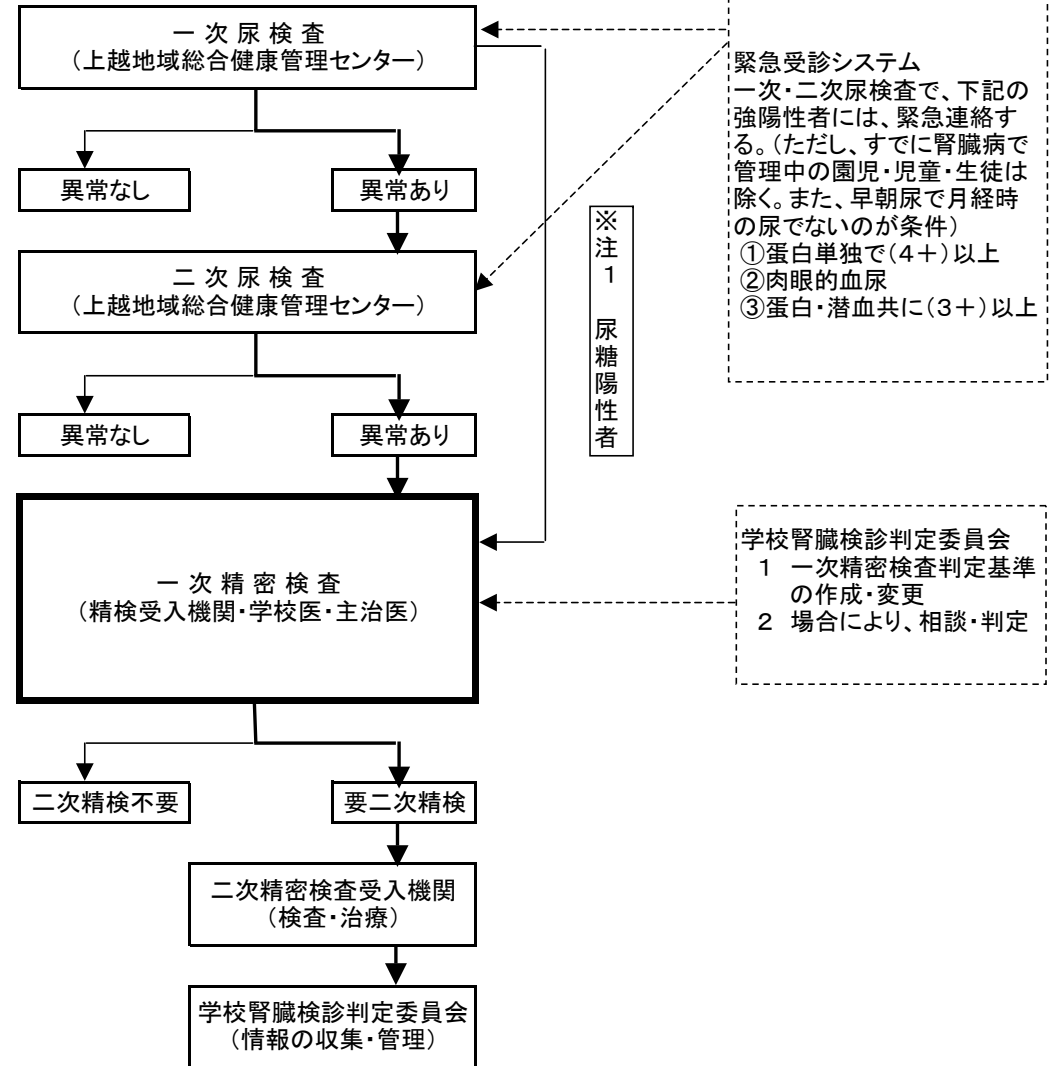 一 次 尿 検 査
（上越地域総合健康管理センター）
緊急受診システム
一次・二次尿検査で、下記の
強陽性者には、緊急連絡す
る。（ただし、すでに腎臓病で
管理中の園児・児童・生徒は
除く。また、早朝尿で月経時
の尿でないのが条件）
①蛋白単独で（４＋）以上
②肉眼的血尿
③蛋白・潜血共に（３＋）以上
異常なし
異常あり
※注１　尿糖陽性者
二 次 尿 検 査
（上越地域総合健康管理センター）
異常なし
異常あり
一 次 精 密 検 査
（精検受入機関・学校医・主治医）
学校腎臓検診判定委員会
１　一次精密検査判定基準
の作成・変更
２　場合により、相談・判定
二次精検不要
要二次精検
二次精密検査受入機関
（検査・治療）
学校腎臓検診判定委員会
（情報の収集・管理）